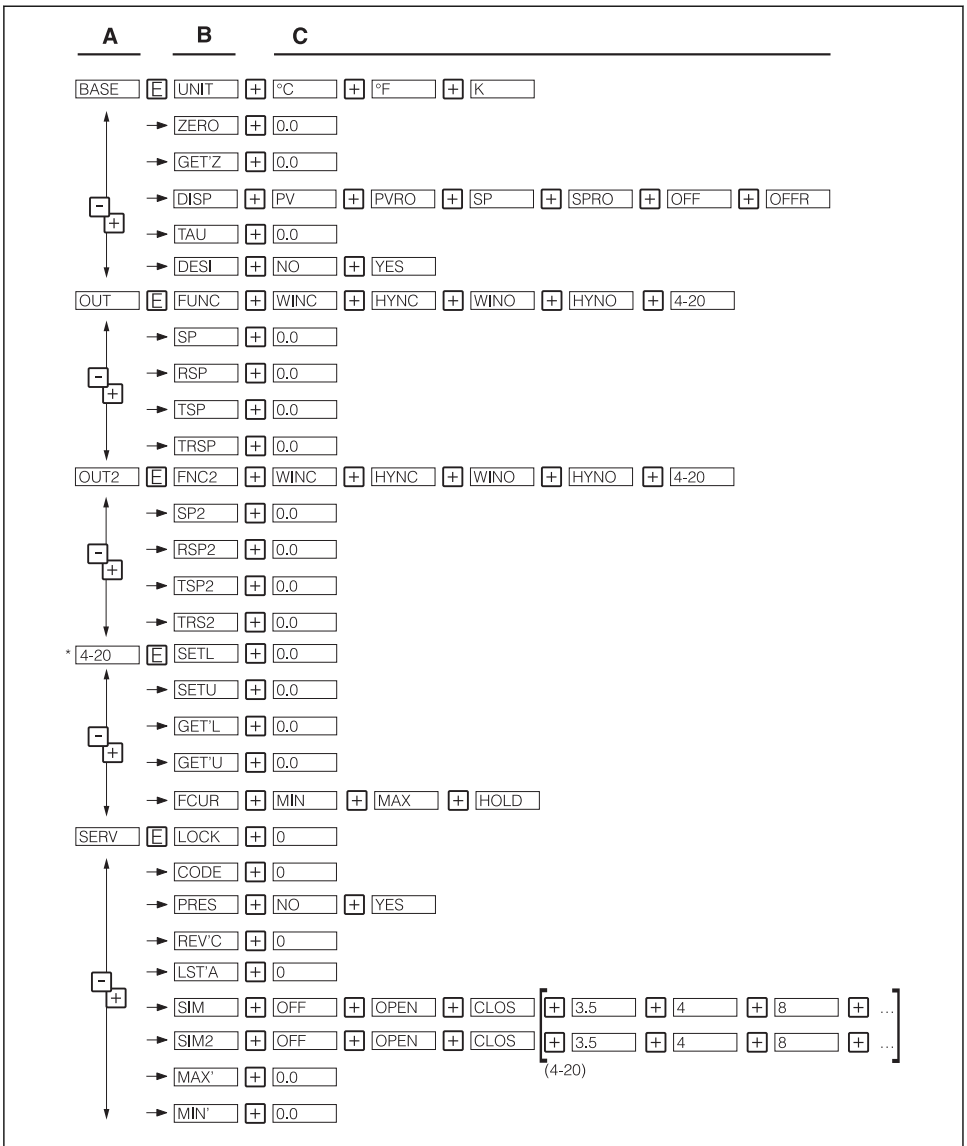 A B C
BASE E UNIT + °C + °F + K
ZERO + 0.0
GET'Z + 0.0
DISP + PV + PVRO + SP + SPRO + OFF + OFFR
-
+
TAU + 0.0
DESI + NO + YES
OUT E FUNC + WINC + HYNC + WINO + HYNO + 4-20
SP + 0.0
RSP + 0.0
-
+
TSP + 0.0
TRSP + 0.0
OUT2 E FNC2 + WINC + HYNC + WINO + HYNO + 4-20
SP2 + 0.0
RSP2 + 0.0
-
+
TSP2 + 0.0
TRS2 + 0.0
* 4-20 E SETL + 0.0
SETU + 0.0
GET'L + 0.0
-
+
GET'U + 0.0
FCUR + MIN + MAX + HOLD
SERV E LOCK + 0
CODE + 0
PRES + NO + YES
REV'C + 0
LST'A + 0
-
+
SIM + OFF + OPEN + CLOS + 3.5 + 4 + 8 + ...
SIM2 + OFF + OPEN + CLOS + 3.5 + 4 + 8 + ...
(4-20)
MAX' + 0.0
MIN' + 0.0